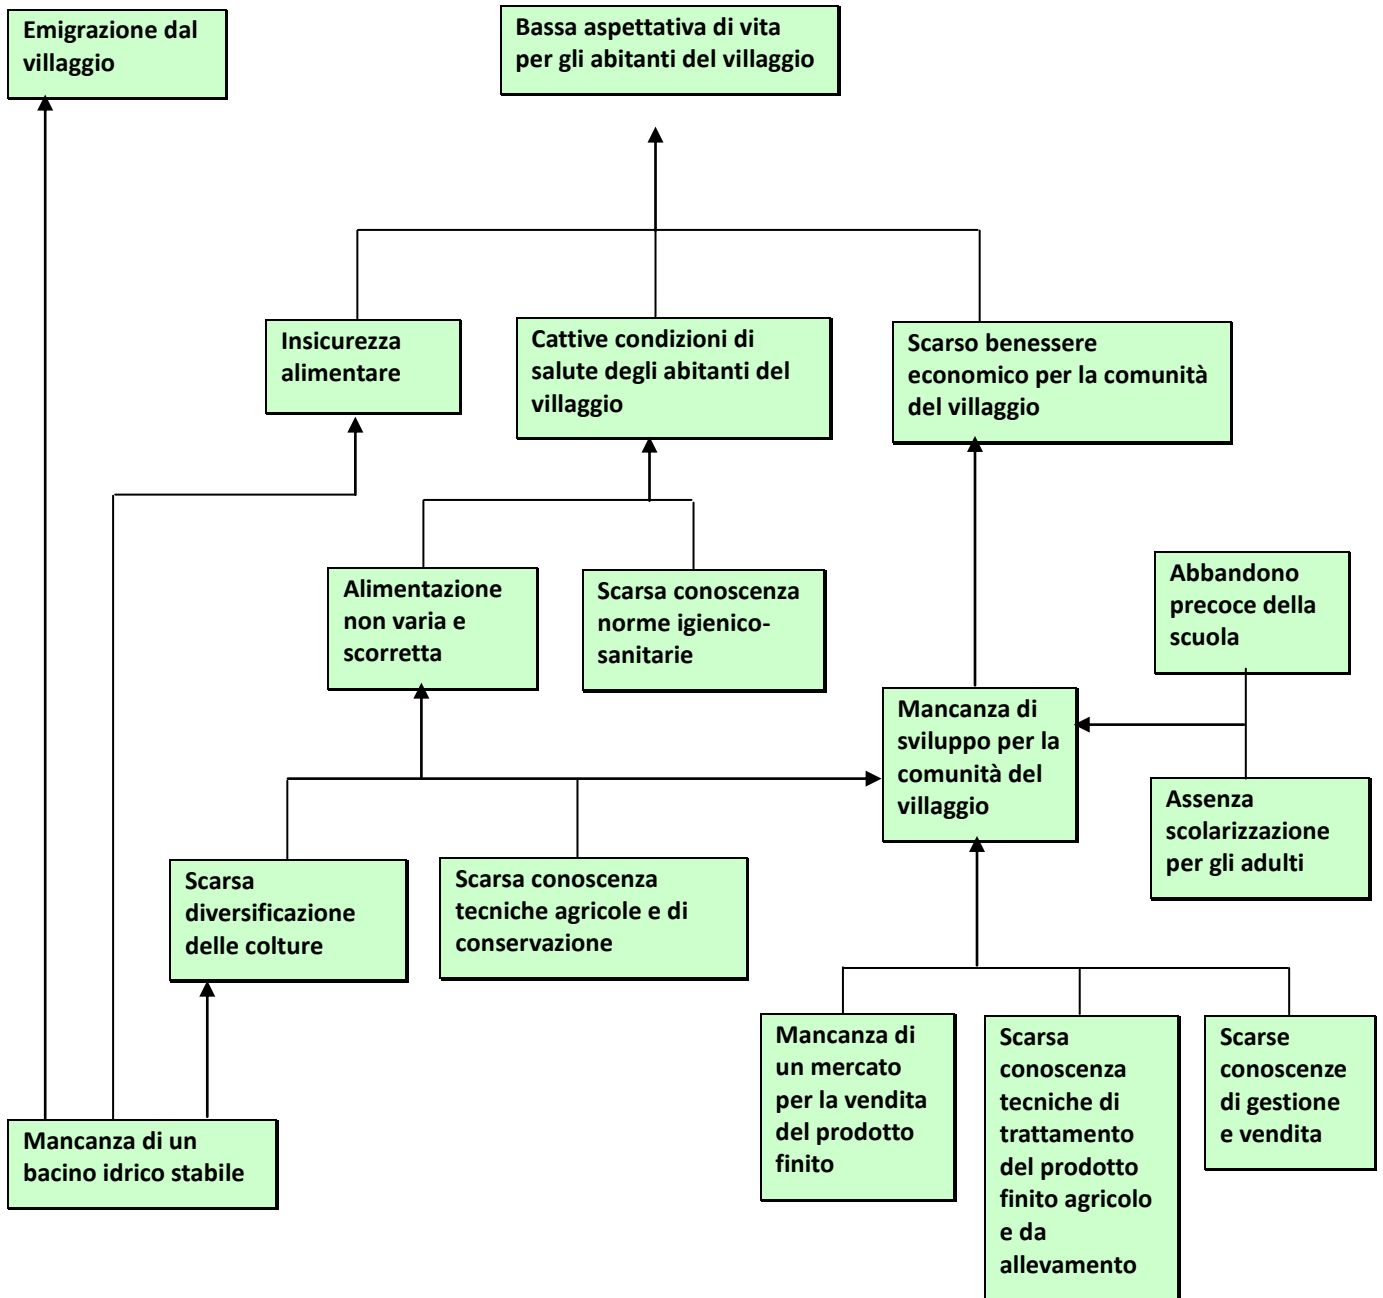 Emigrazione dal
villaggio
Bassa aspettativa di vita
per gli abitanti del villaggio
Insicurezza
alimentare
Cattive condizioni di
salute degli abitanti del
villaggio
Scarso benessere
economico per la comunità
del villaggio
Alimentazione
non varia e
scorretta
Scarsa conoscenza
norme igienico-
sanitarie
Abbandono
precoce della
scuola
Mancanza di
sviluppo per la
comunità del
villaggio
Assenza
scolarizzazione
per gli adulti
Scarsa
diversificazione
delle colture
Scarsa conoscenza
tecniche agricole e di
conservazione
Mancanza di un
bacino idrico stabile
Mancanza di
un mercato
per la vendita
del prodotto
finito
Scarsa
conoscenza
tecniche di
trattamento
del prodotto
finito agricolo
e da
allevamento
Scarse
conoscenze
di gestione
e vendita